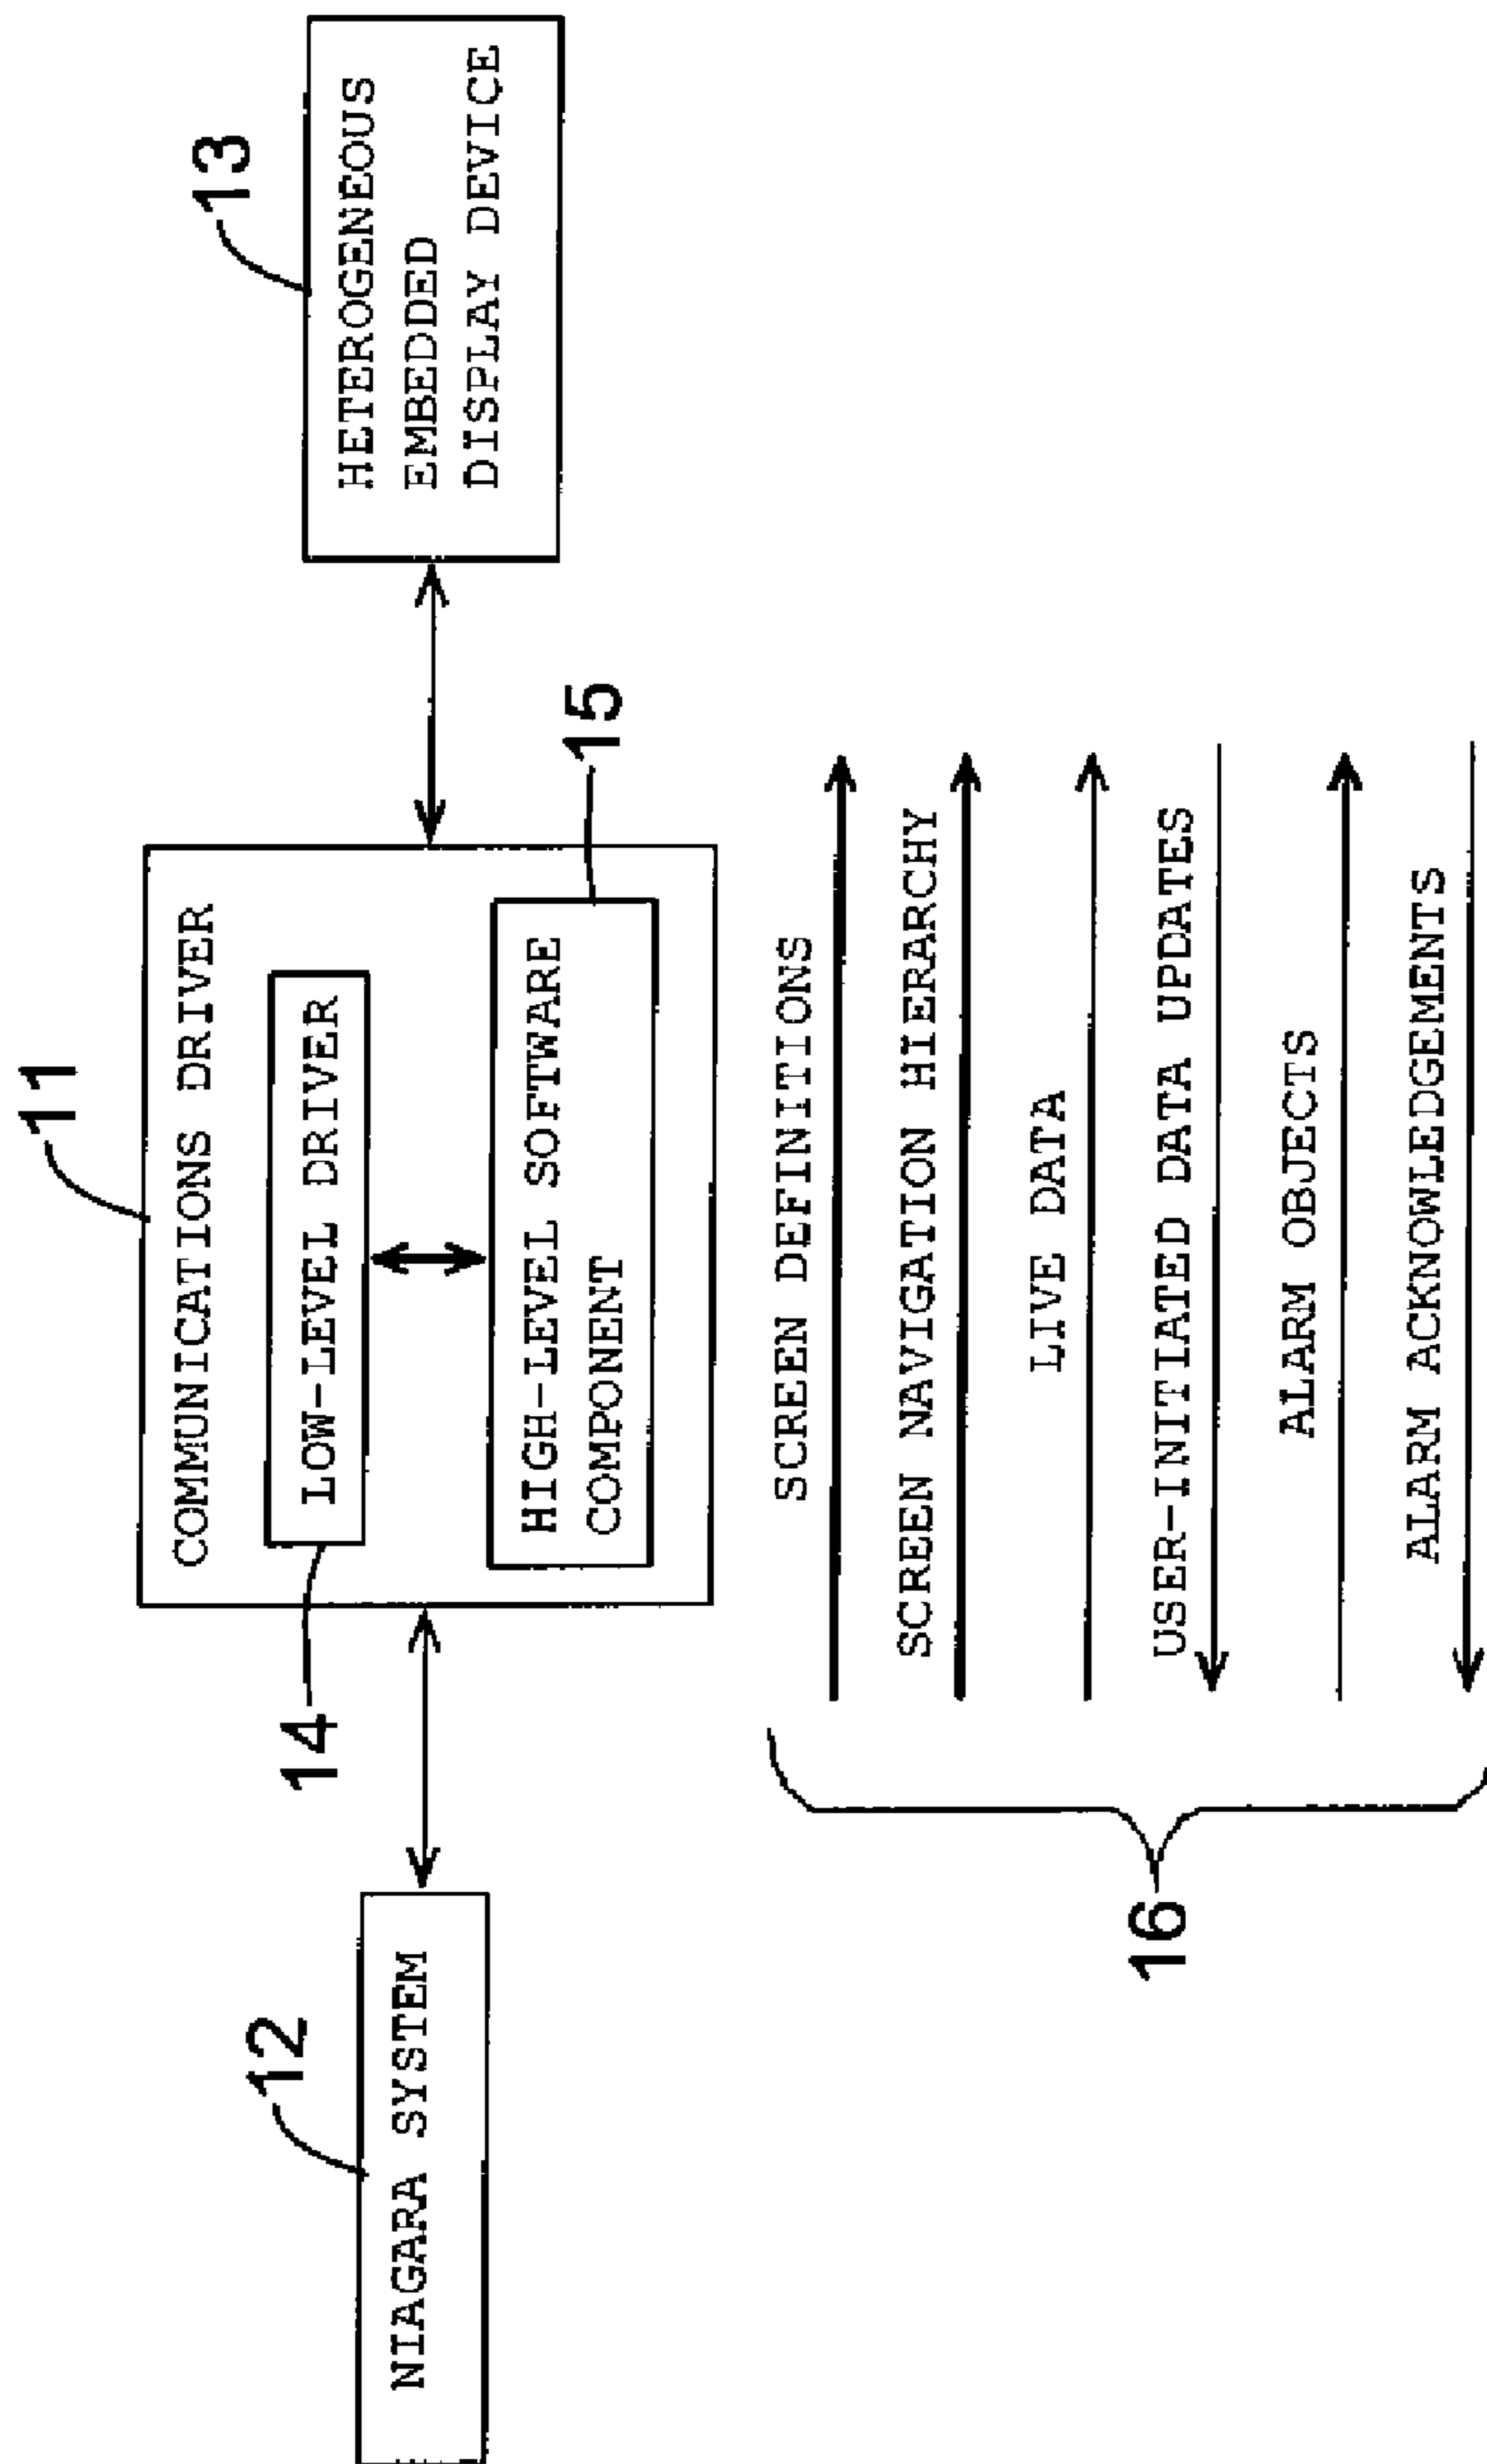 11
COMMUNICATIONS DRIVER
12
NIAGARA SYSTEM
14
LOW-LEVEL DRIVER
HIGH-LEVEL SOFTWARE
COMPONENT
15
13
HETEROGENEOUS
EMBEDDED
DISPLAY DEVICE
16
SCREEN DEFINITIONS
SCREEN NAVIGATION HIERARCHY
LIVE DATA
USER-INITIATED DATA UPDATES
ALARM OBJECTS
ALARM ACKNOWLEDGEMENTS